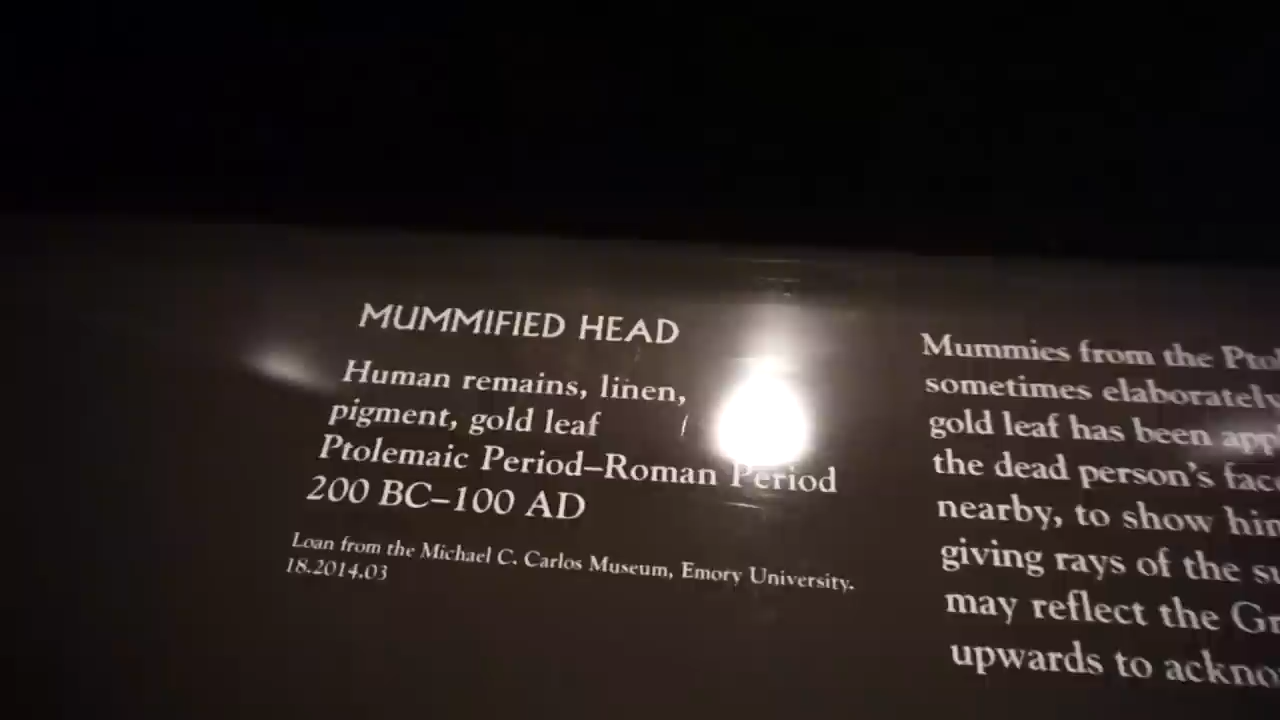 MUMMIFIED HEAD
Human remains, linen,
pigment, gold leaf
Ptolemaic Period–Roman Period
200 BC–100 AD
Loan from the Michael C. Carlos Museum, Emory University.
18.2014.03
Mummies from the
sometimes elaborately
gold leaf has been
the dead person's
nearby, to show
giving rays of the
may reflect the
upwards to